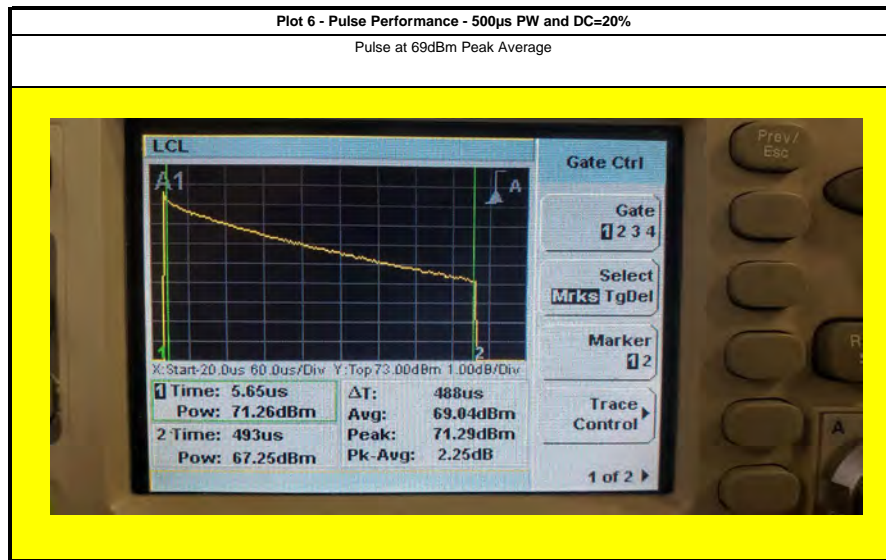 Plot 6 - Pulse Performance - 500µs PW and DC=20%
Pulse at 69dBm Peak Average
LCL
A1
A
1
2
X:Start-20.0us 60.0us/Div Y:Top73.00dBm 1.00dB/Div
1 Time: 5.65us
Pow: 71.26dBm
2 Time: 493us
Pow: 67.25dBm
ΔT: 488us
Avg: 69.04dBm
Peak: 71.29dBm
Pk-Avg: 2.25dB
Gate Ctrl
Gate
1 2 3 4
Select
Mrks TgDel
Marker
1 2
Trace
Control
1 of 2
Prev/
Esc
A